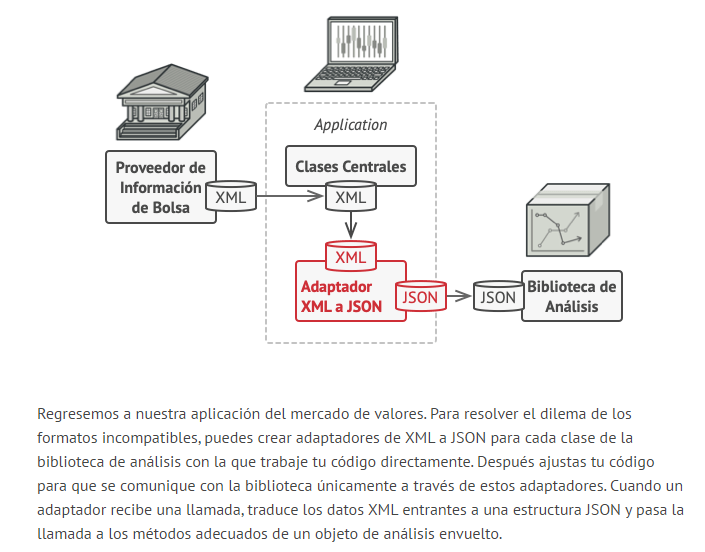 Application
Proveedor de
Información
de Bolsa
XML
Clases Centrales
XML
XML
Adaptador
XML a JSON
JSON
JSON
Biblioteca de
Análisis
Regresemos a nuestra aplicación del mercado de valores. Para resolver el dilema de los
formatos incompatibles, puedes crear adaptadores de XML a JSON para cada clase de la
biblioteca de análisis con la que trabaje tu código directamente. Después ajustas tu código
para que se comunique con la biblioteca únicamente a través de estos adaptadores. Cuando un
adaptador recibe una llamada, traduce los datos XML entrantes a una estructura JSON y pasa la
llamada a los métodos adecuados de un objeto de análisis envuelto.